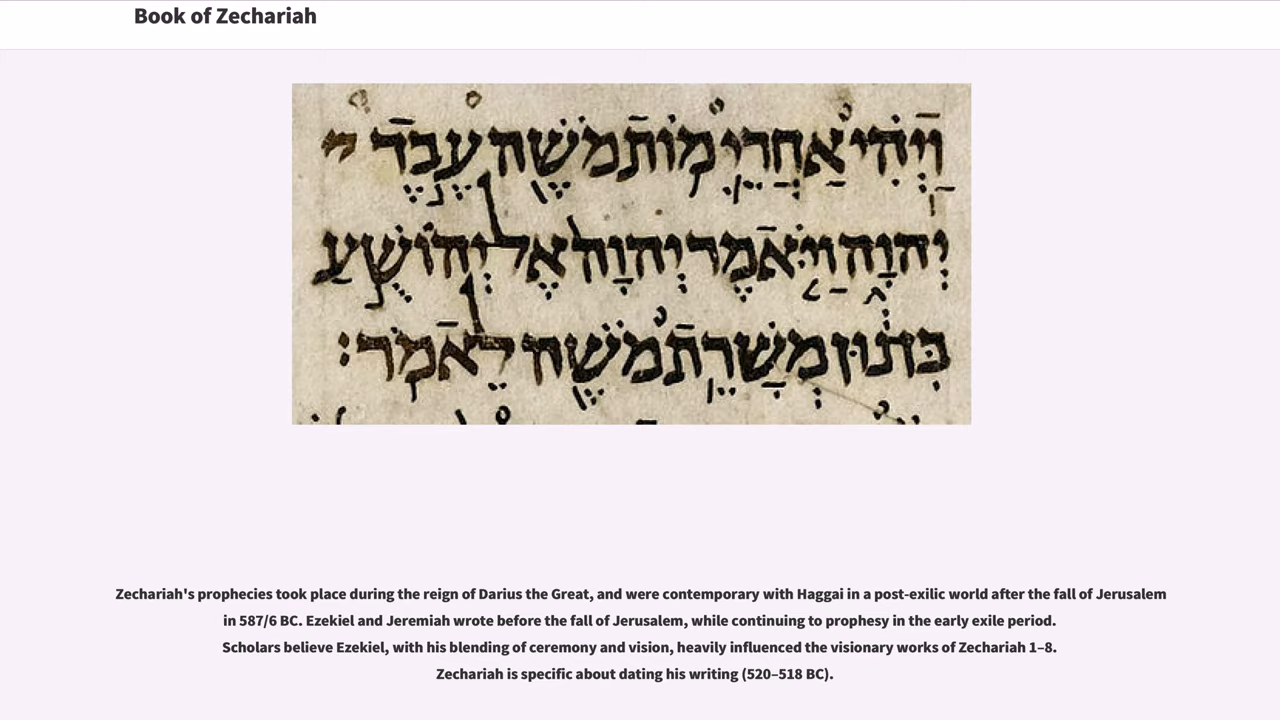 Book of Zechariah
וַיְהִי אַחֲרֵי מוֹת מֹשֶׁה עֶבֶד י
יְהוָה וַיֹּאמֶר יְהוָה אֶל יְהוֹשֻׁעַ
בִּן נוּן מְשָׁרֵת מֹשֶׁה לֵאמֹר׃
Zechariah's prophecies took place during the reign of Darius the Great, and were contemporary with Haggai in a post-exilic world after the fall of Jerusalem
in 587/6 BC. Ezekiel and Jeremiah wrote before the fall of Jerusalem, while continuing to prophesy in the early exile period.
Scholars believe Ezekiel, with his blending of ceremony and vision, heavily influenced the visionary works of Zechariah 1–8.
Zechariah is specific about dating his writing (520–518 BC).